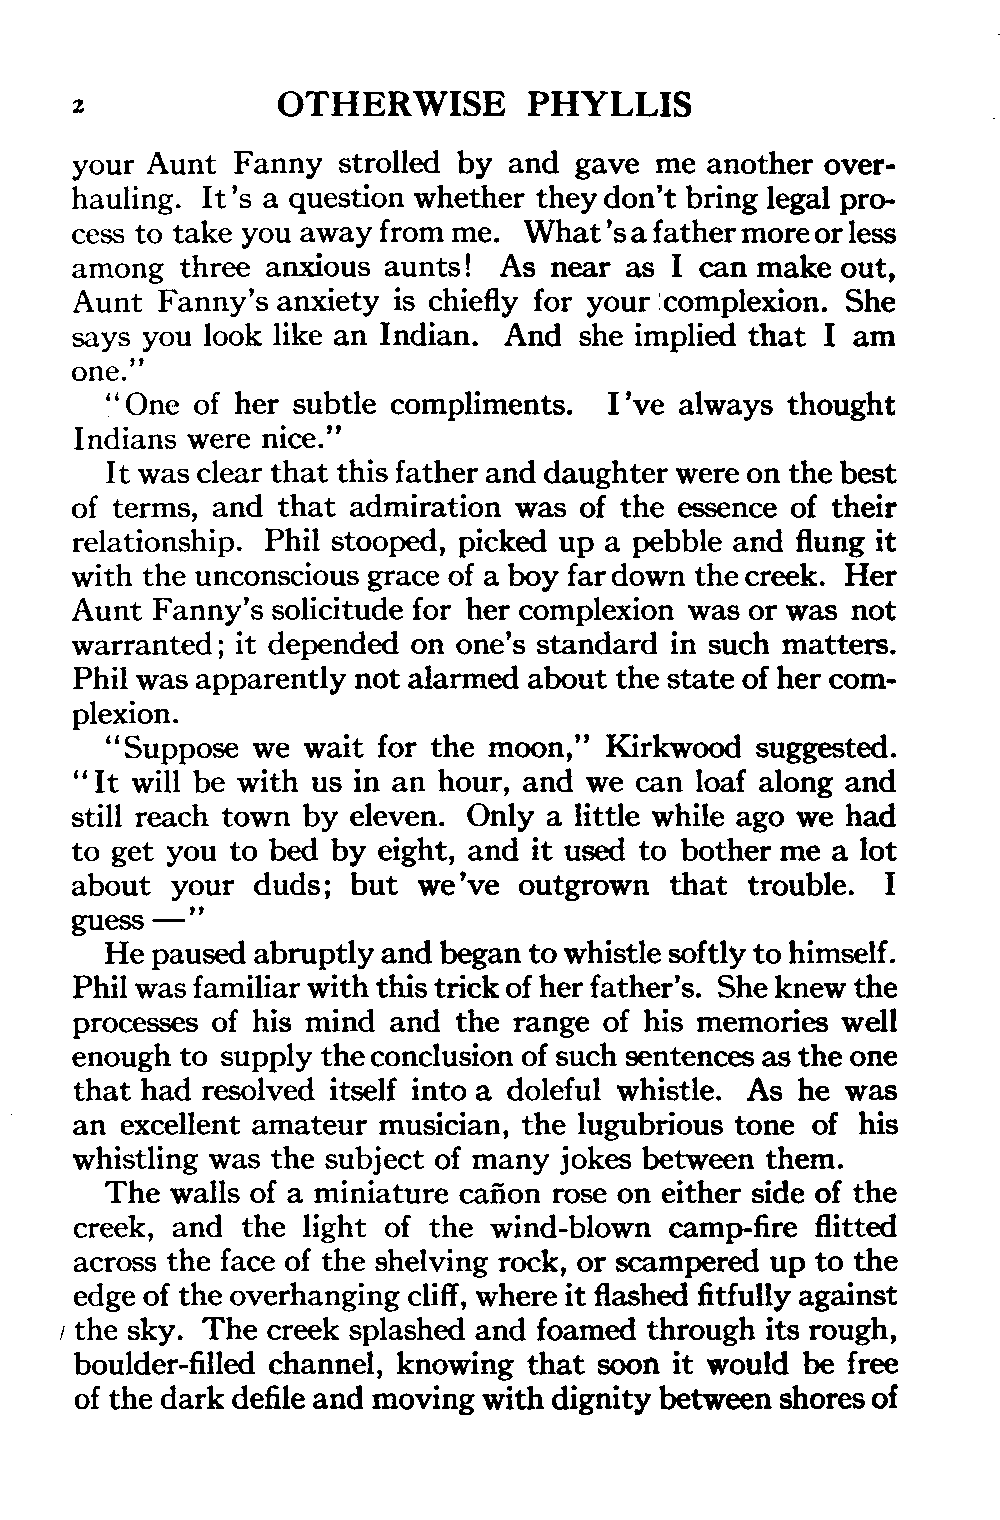 2 OTHERWISE PHYLLIS
your Aunt Fanny strolled by and gave me another over-
hauling. It's a question whether they don't bring legal pro-
cess to take you away from me. What's a father more or less
among three anxious aunts! As near as I can make out,
Aunt Fanny's anxiety is chiefly for your complexion. She
says you look like an Indian. And she implied that I am
one."
"One of her subtle compliments. I've always thought
Indians were nice."
It was clear that this father and daughter were on the best
of terms, and that admiration was of the essence of their
relationship. Phil stooped, picked up a pebble and flung it
with the unconscious grace of a boy far down the creek. Her
Aunt Fanny's solicitude for her complexion was or was not
warranted; it depended on one's standard in such matters.
Phil was apparently not alarmed about the state of her com-
plexion.
"Suppose we wait for the moon," Kirkwood suggested.
"It will be with us in an hour, and we can loaf along and
still reach town by eleven. Only a little while ago we had
to get you to bed by eight, and it used to bother me a lot
about your duds; but we've outgrown that trouble. I
guess —"
He paused abruptly and began to whistle softly to himself.
Phil was familiar with this trick of her father's. She knew the
processes of his mind and the range of his memories well
enough to supply the conclusion of such sentences as the one
that had resolved itself into a doleful whistle. As he was
an excellent amateur musician, the lugubrious tone of his
whistling was the subject of many jokes between them.
The walls of a miniature cañon rose on either side of the
creek, and the light of the wind-blown camp-fire flitted
across the face of the shelving rock, or scampered up to the
edge of the overhanging cliff, where it flashed fitfully against
the sky. The creek splashed and foamed through its rough,
boulder-filled channel, knowing that soon it would be free
of the dark defile and moving with dignity between shores of